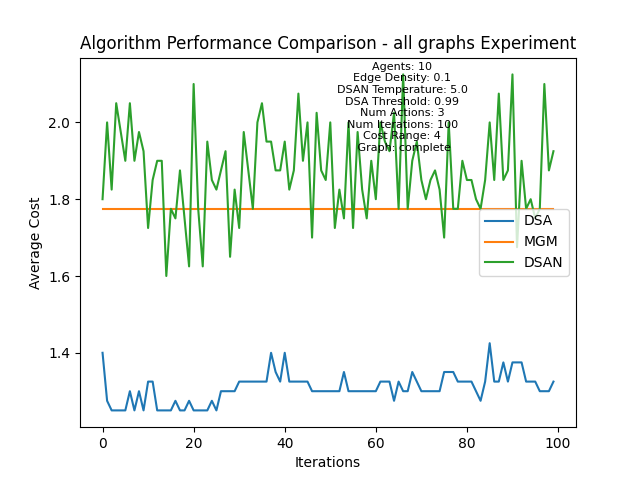 Algorithm Performance Comparison - all graphs Experiment
Agents: 10
Edge Density: 0.1
DSAN Temperature: 5.0
DSA Threshold: 0.99
Num Actions: 3
Num Iterations: 100
Cost Range: 4
Graph: complete
2.0
1.8
1.6
1.4
Average Cost
DSA
MGM
DSAN
0 20 40 60 80 100
Iterations